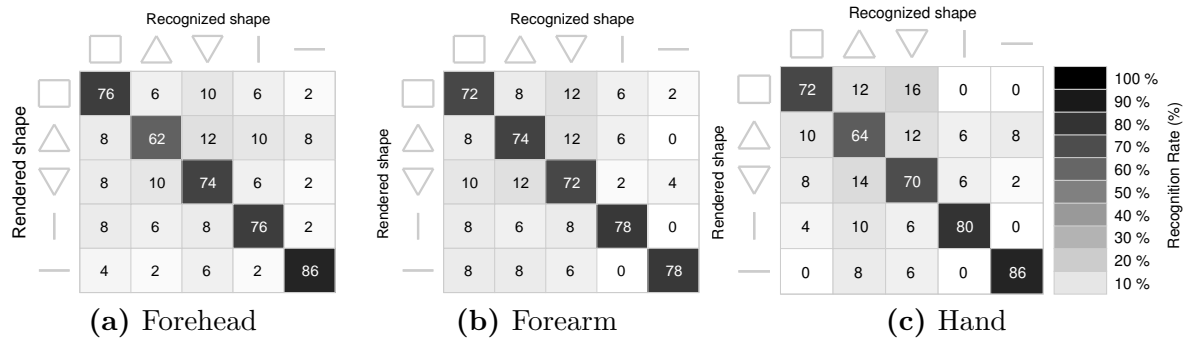 Recognized shape
Rendered shape
76 6 10 6 2
8 62 12 10 8
8 10 74 6 2
8 6 8 76 2
4 2 6 2 86
(a) Forehead
Recognized shape
Rendered shape
72 8 12 6 2
8 74 12 6 0
10 12 72 2 4
8 6 8 78 0
8 8 6 0 78
(b) Forearm
Recognized shape
Rendered shape
72 12 16 0 0
10 64 12 6 8
8 14 70 6 2
4 10 6 80 0
0 8 6 0 86
(c) Hand
100 %
90 %
80 %
70 %
60 %
50 %
40 %
30 %
20 %
10 %
Recognition Rate (%)